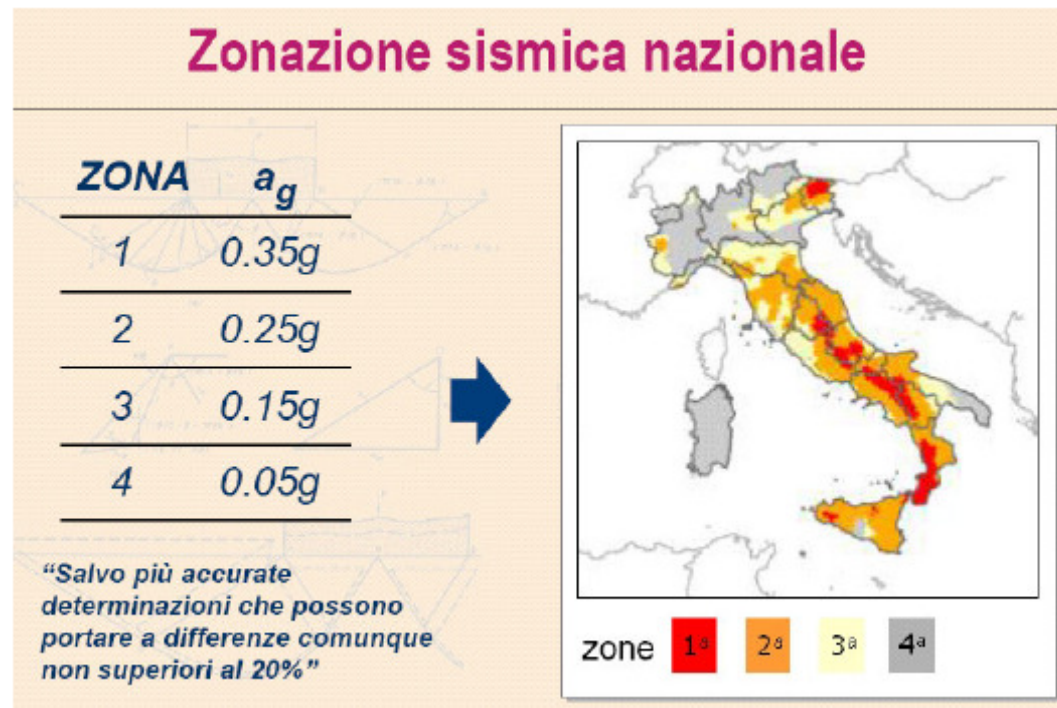 Zonazione sismica nazionale
ZONA ag
1 0.35g
2 0.25g
3 0.15g
4 0.05g
“Salvo più accurate
determinazioni che possono
portare a differenze comunque
non superiori al 20%”
zone 1ª 2ª 3ª 4ª